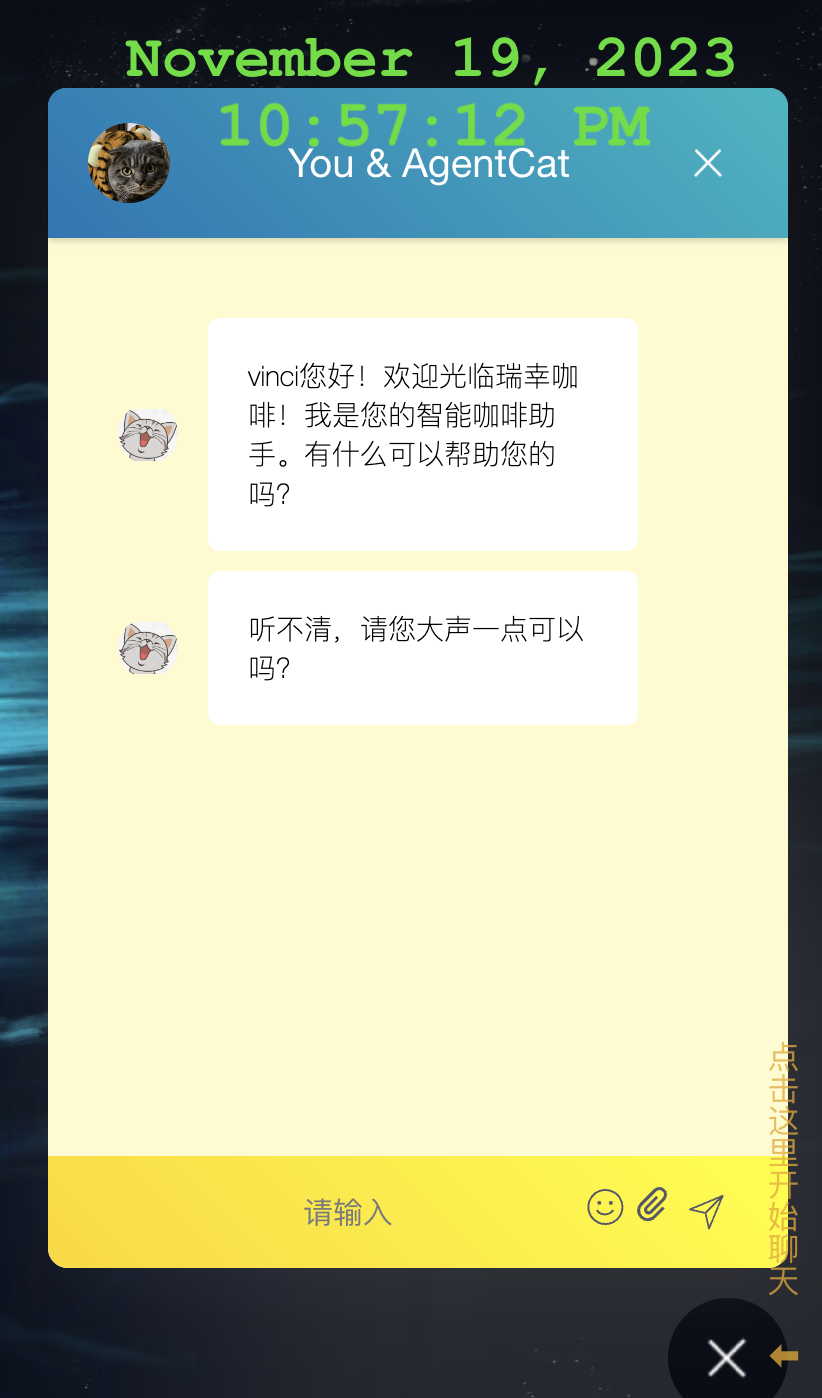 November 19, 2023
10:57:12 PM
You & AgentCat
vinci您好！欢迎光临瑞幸咖
啡！我是您的智能咖啡助
手。有什么可以帮助您的
吗？
听不清，请您大声一点可以
吗？
请输入
点击这里开始聊天